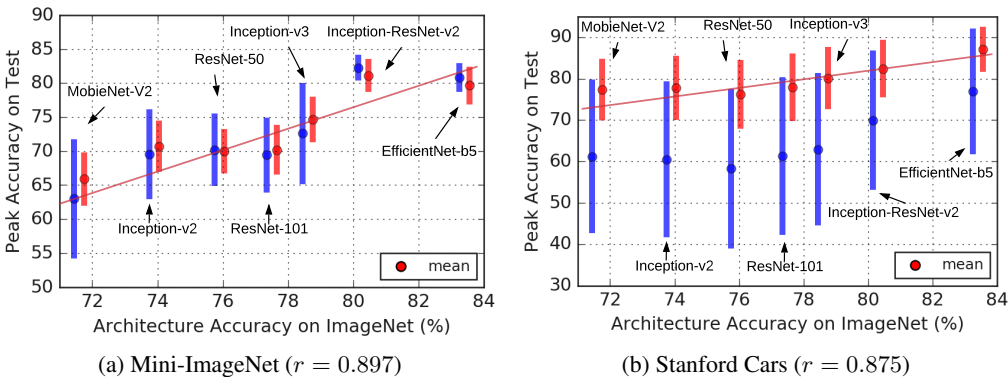 90
85
80
75
70
65
60
55
50
72
74
76
78
80
82
84
Peak Accuracy on Test
Architecture Accuracy on ImageNet (%)
MobieNet-V2
ResNet-50
Inception-v3
Inception-ResNet-v2
EfficientNet-b5
Inception-v2
ResNet-101
mean
(a) Mini-ImageNet (r = 0.897)
90
80
70
60
50
40
30
72
74
76
78
80
82
84
Peak Accuracy on Test
Architecture Accuracy on ImageNet (%)
MobieNet-V2
ResNet-50
Inception-v3
EfficientNet-b5
Inception-ResNet-v2
Inception-v2
ResNet-101
mean
(b) Stanford Cars (r = 0.875)